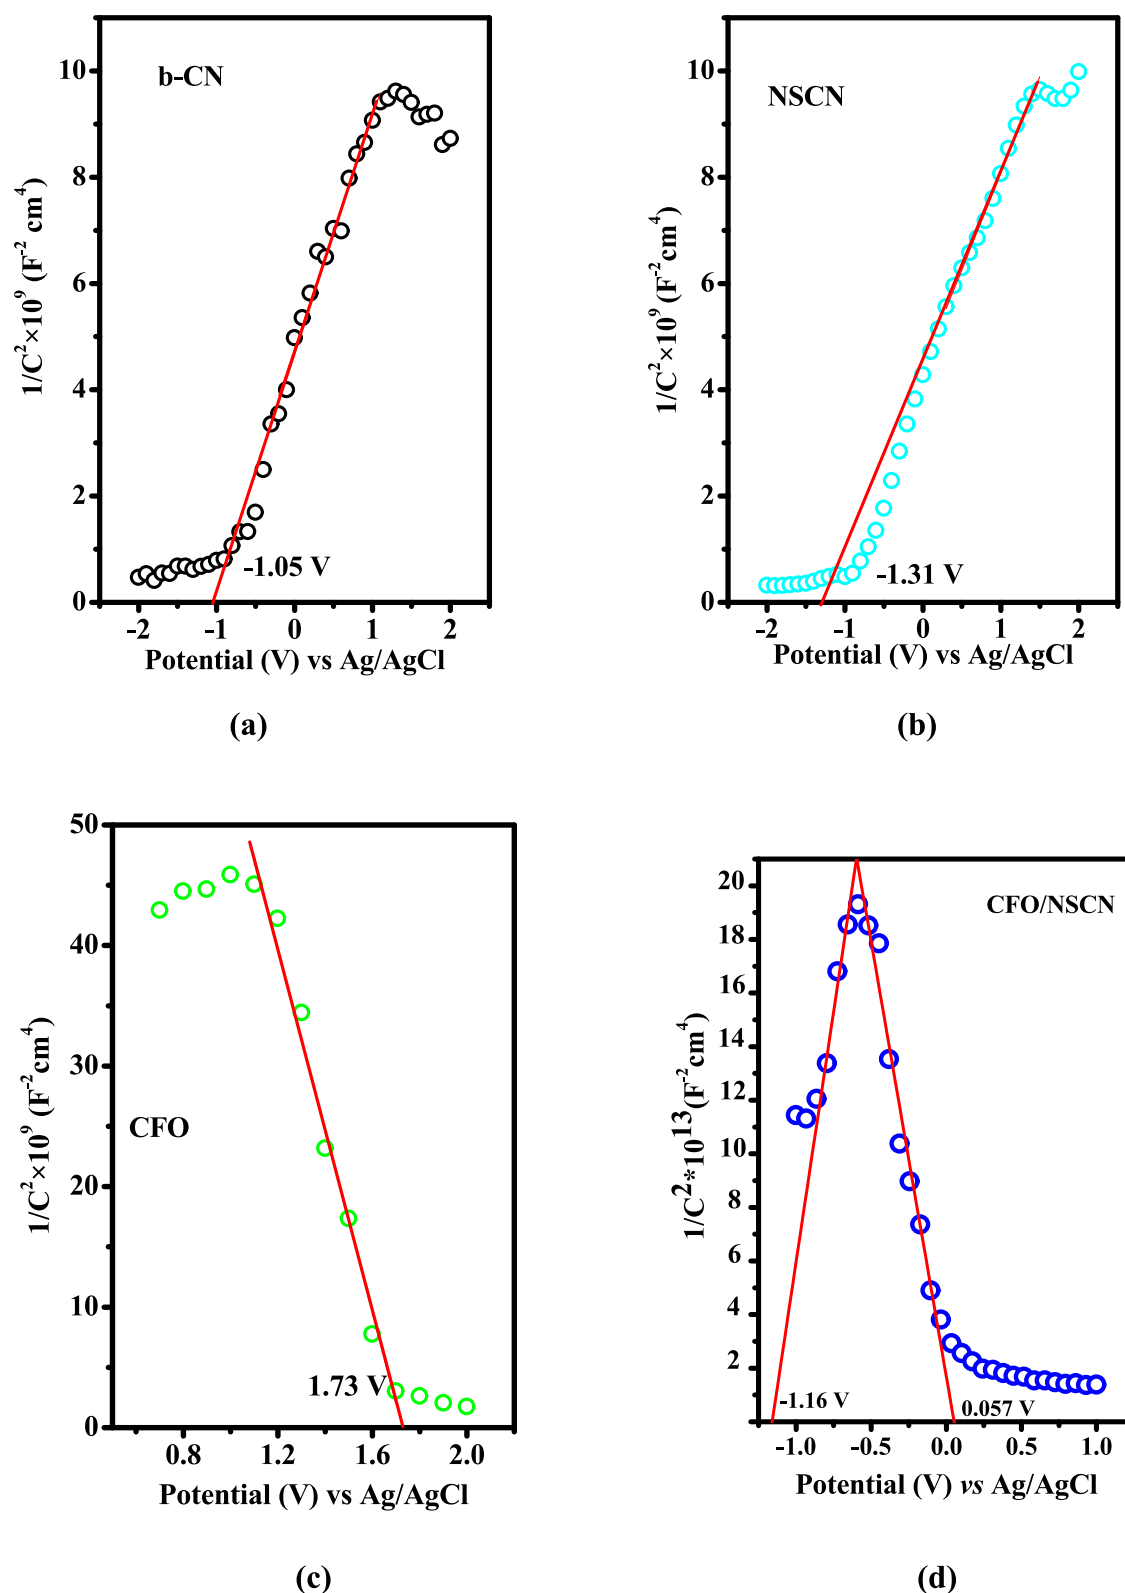 b-CN
10
8
6
4
2
0
1/C²×10⁹ (F⁻² cm⁴)
-1.05 V
-2 -1 0 1 2
Potential (V) vs Ag/AgCl
(a)
NSCN
10
8
6
4
2
0
1/C²×10⁹ (F⁻²cm⁴)
-1.31 V
-2 -1 0 1 2
Potential (V) vs Ag/AgCl
(b)
50
40
30
20
10
0
1/C²×10⁹ (F⁻²cm⁴)
CFO
1.73 V
0.8 1.2 1.6 2.0
Potential (V) vs Ag/AgCl
(c)
CFO/NSCN
20
18
16
14
12
10
8
6
4
2
1/C²*10¹³(F⁻²cm⁴)
-1.16 V
0.057 V
-1.0 -0.5 0.0 0.5 1.0
Potential (V) vs Ag/AgCl
(d)